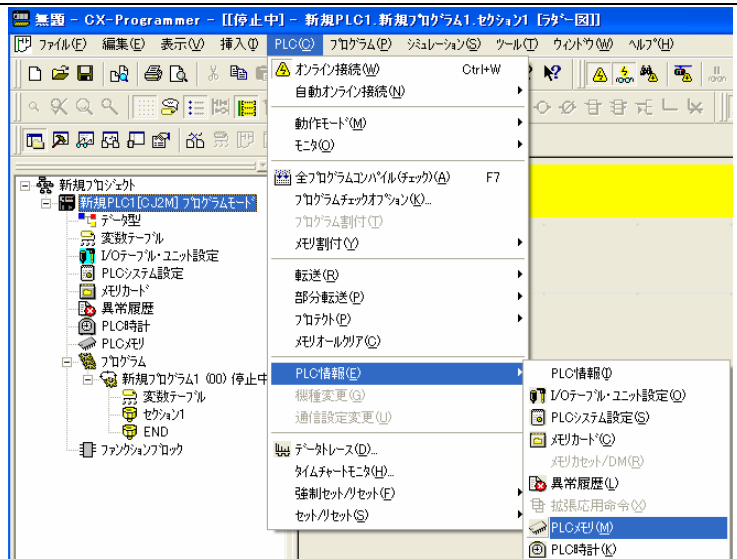 無題 - CX-Programmer - [[停止中] - 新規PLC1.新規プログラム1.セクション1 [ラダー図]]
ファイル(F) 編集(E) 表示(V) 挿入(I) PLC(C) プログラム(P) シミュレーション(S) ツール(T) ウィンドウ(W) ヘルプ(H)
オンライン接続(W) Ctrl+W
自動オンライン接続(N)
動作モード(M)
モニタ(O)
全プログラムコンパイル(チェック)(A) F7
プログラムチェックオプション(K)...
プログラム割付(T)
メモリ割付(Y)
転送(R)
部分転送(P)
プロテクト(P)
メモリオールクリア(C)
PLC情報(E)
機種変更(G)
通信設定変更(U)
データトレース(D)...
タイムチャートモニタ(H)...
強制セット/リセット(F)
セット/リセット(S)
新規プロジェクト
新規PLC1[CJ2M] プログラムモード
データ型
変数テーブル
I/Oテーブル・ユニット設定
PLCシステム設定
メモリカード
異常履歴
PLC時計
PLCメモリ
プログラム
新規プログラム1 (00) 停止中
変数テーブル
セクション1
END
ファンクションブロック
PLC情報(I)
I/Oテーブル・ユニット設定(O)
PLCシステム設定(S)
メモリカード(C)
メモリカセット/DM(R)
異常履歴(L)
拡張応用命令(X)
PLCメモリ(M)
PLC時計(K)